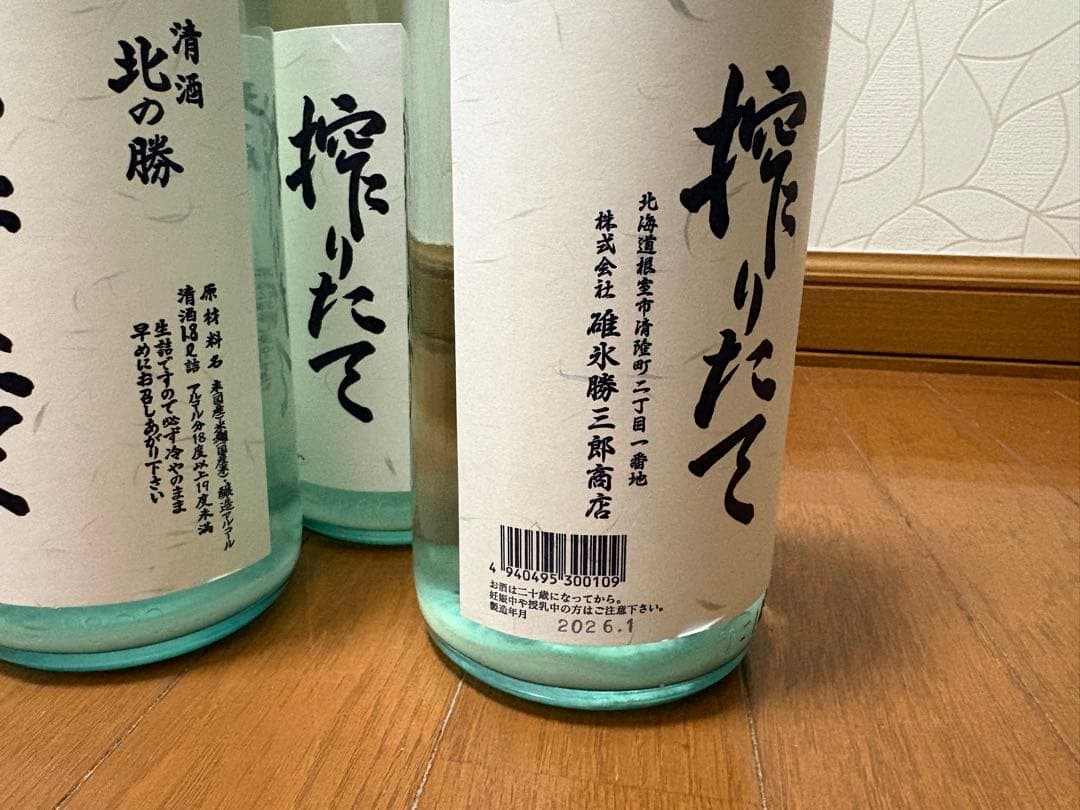 清酒
北の勝
原材料名 米(国産)・米麹(国産米)・醸造アルコール
清酒1.8ℓ詰 アルコール分18度以上19度未満
生詰ですので必ず冷やのまま
早めにお召しあがり下さい
搾りたて
搾りたて
北海道根室市清隆町二丁目一番地
株式会社 碓氷勝三郎商店
4 940495 300109
お酒は二十歳になってから。
妊娠中や授乳中の方はご注意下さい。
製造年月
2026.1